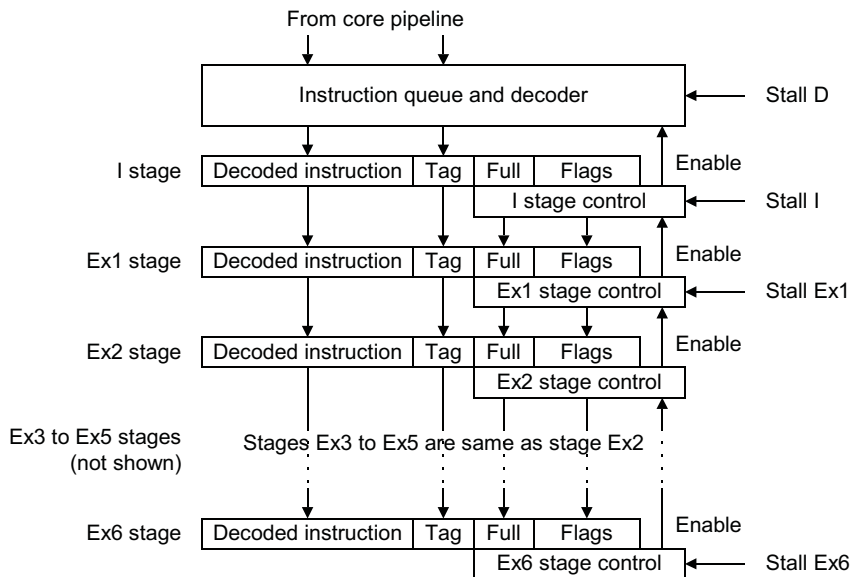 From core pipeline
Instruction queue and decoder
Stall D
I stage
Decoded instruction Tag Full Flags
Enable
I stage control
Stall I
Ex1 stage
Decoded instruction Tag Full Flags
Enable
Ex1 stage control
Stall Ex1
Ex2 stage
Decoded instruction Tag Full Flags
Enable
Ex2 stage control
Ex3 to Ex5 stages
(not shown)
Stages Ex3 to Ex5 are same as stage Ex2
Ex6 stage
Decoded instruction Tag Full Flags
Enable
Ex6 stage control
Stall Ex6